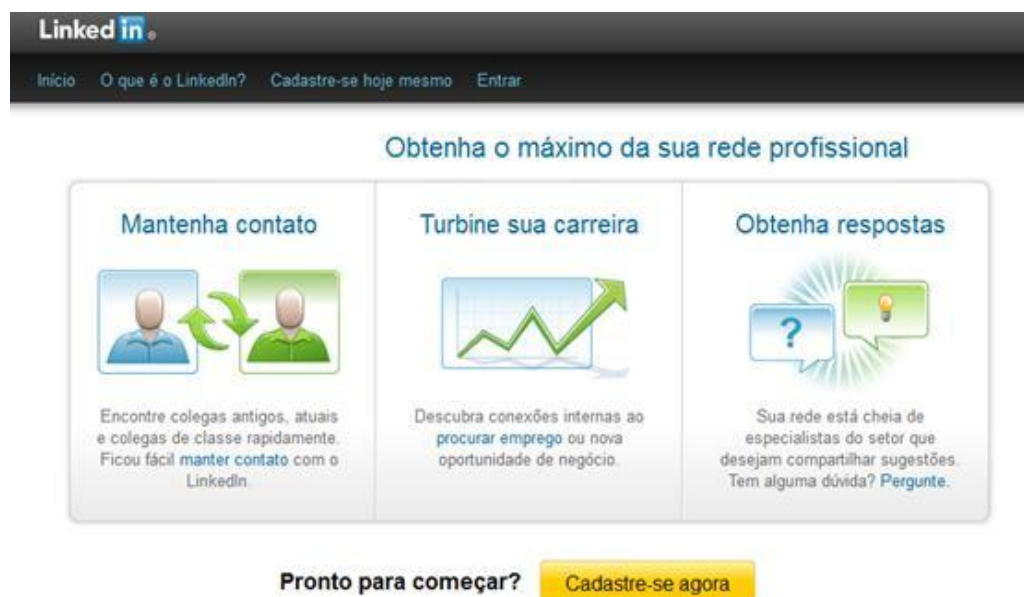 Linked in ®
Início O que é o LinkedIn? Cadastre-se hoje mesmo Entrar
Obtenha o máximo da sua rede profissional
Mantenha contato
Encontre colegas antigos, atuais
e colegas de classe rapidamente.
Ficou fácil manter contato com o
LinkedIn.
Turbine sua carreira
Descubra conexões internas ao
procurar emprego ou nova
oportunidade de negócio.
Obtenha respostas
?
Sua rede está cheia de
especialistas do setor que
desejam compartilhar sugestões.
Tem alguma dúvida? Pergunte.
Pronto para começar? Cadastre-se agora